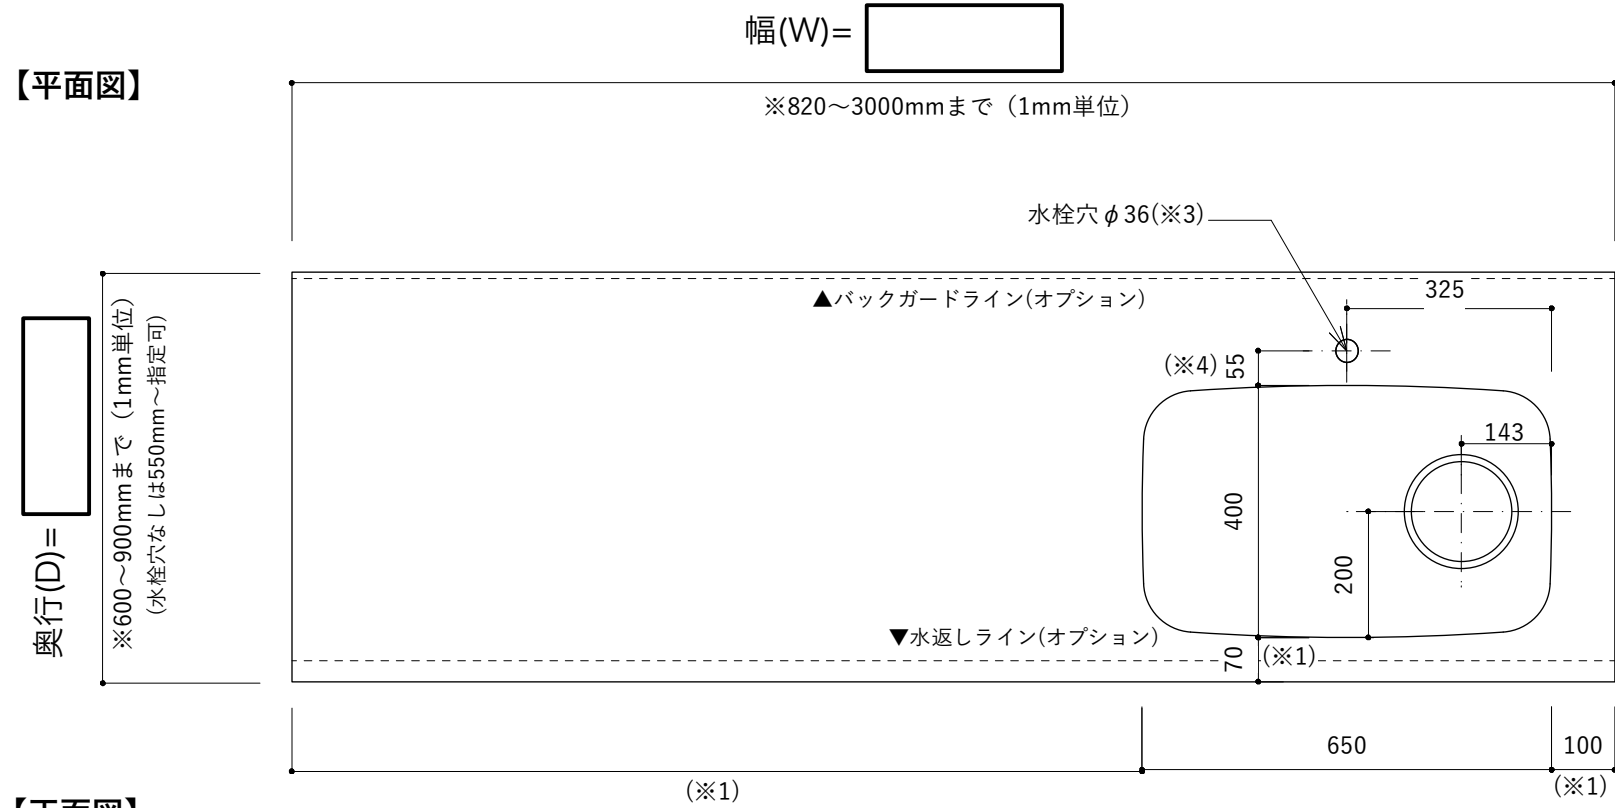 幅(W)=
【平面図】
※820～3000mmまで（1mm単位）
水栓穴φ36(※3)
▲バックガードライン(オプション)
325
(※4)
55
143
奥行(D)=
※600～900mmまで（1mm単位）
（水栓穴なしは550mm～指定可）
400
200
▼水返しライン(オプション)
70
(※1)
650
100
(※1)
(※1)
【正面図】